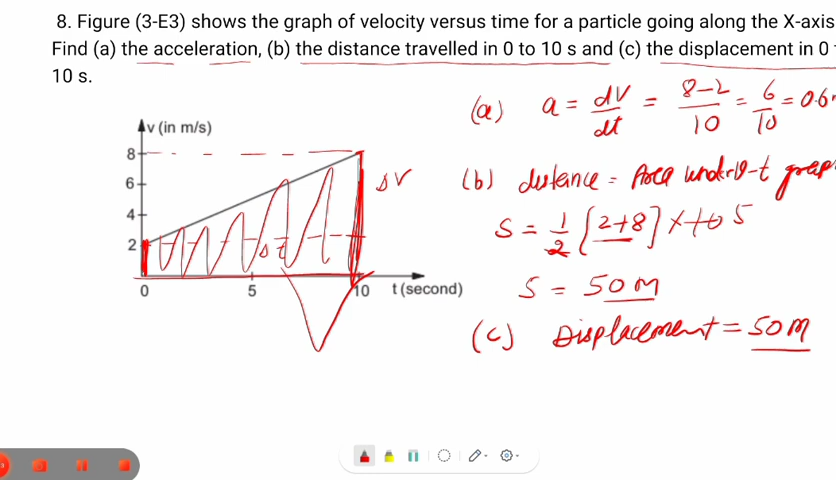 8. Figure (3-E3) shows the graph of velocity versus time for a particle going along the X-axis
Find (a) the acceleration, (b) the distance travelled in 0 to 10 s and (c) the displacement in 0
10 s.
(a) a = dV/dt = 8-2/10 = 6/10 = 0.6
v (in m/s)
8
6
4
2
0
5
10
t (second)
ΔV
Δt
(b) distance = Area under v-t grap
S = 1/2 [2+8] × 10 5
S = 50 m
(c) Displacement = 50 m